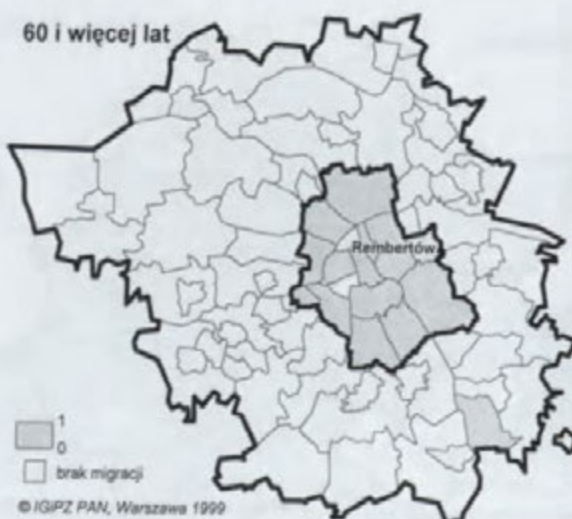 60 i więcej lat
Rembertów
1
0
brak migracji
© IGiPZ PAN, Warszawa 1999